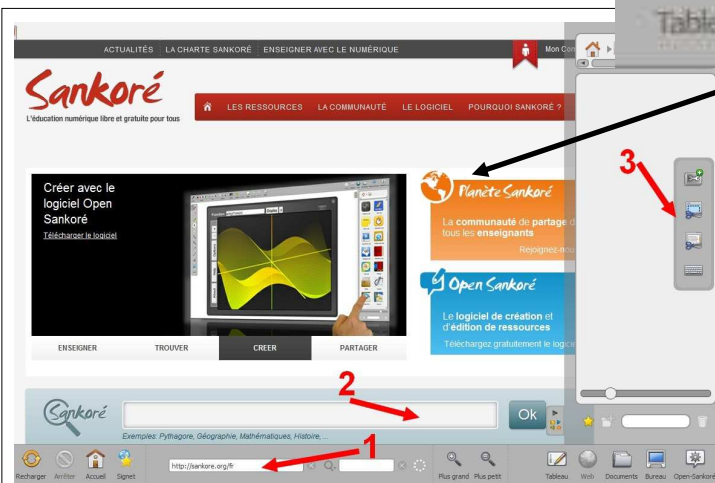 Tabl
ACTUALITÉS LA CHARTE SANKORÉ ENSEIGNER AVEC LE NUMÉRIQUE
Mon Con
Sankoré
L'éducation numérique libre et gratuite pour tous
LES RESSOURCES LA COMMUNAUTÉ LE LOGICIEL POURQUOI SANKORÉ ?
3
Créer avec le
logiciel Open
Sankoré
Télécharger le logiciel
Planète Sankoré
La communauté de partage d
tous les enseignants
Rejoignez-nou
Open Sankoré
Le logiciel de création et
d'édition de ressources
Téléchargez gratuitement le logicie
ENSEIGNER TROUVER CREER PARTAGER
2
Sankoré
Ok
Exemples: Pythagore, Géographie, Mathématiques, Histoire, ...
1
http://sankore.org/fr
Recharger Arrêter Accueil Signet Plus grand Plus petit Tableau Web Documents Bureau Open-Sankoré